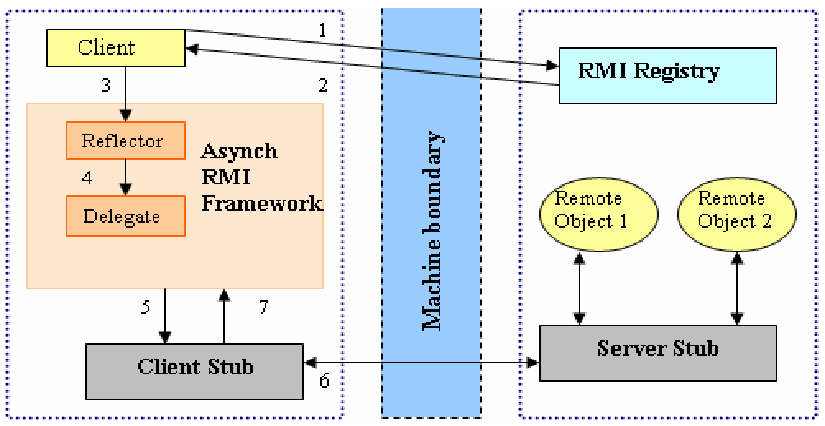 Client
1
RMI Registry
3
2
Reflector
Asynch
RMI
Framework
4
Delegate
Machine boundary
Remote
Object 1
Remote
Object 2
5
7
Client Stub
6
Server Stub